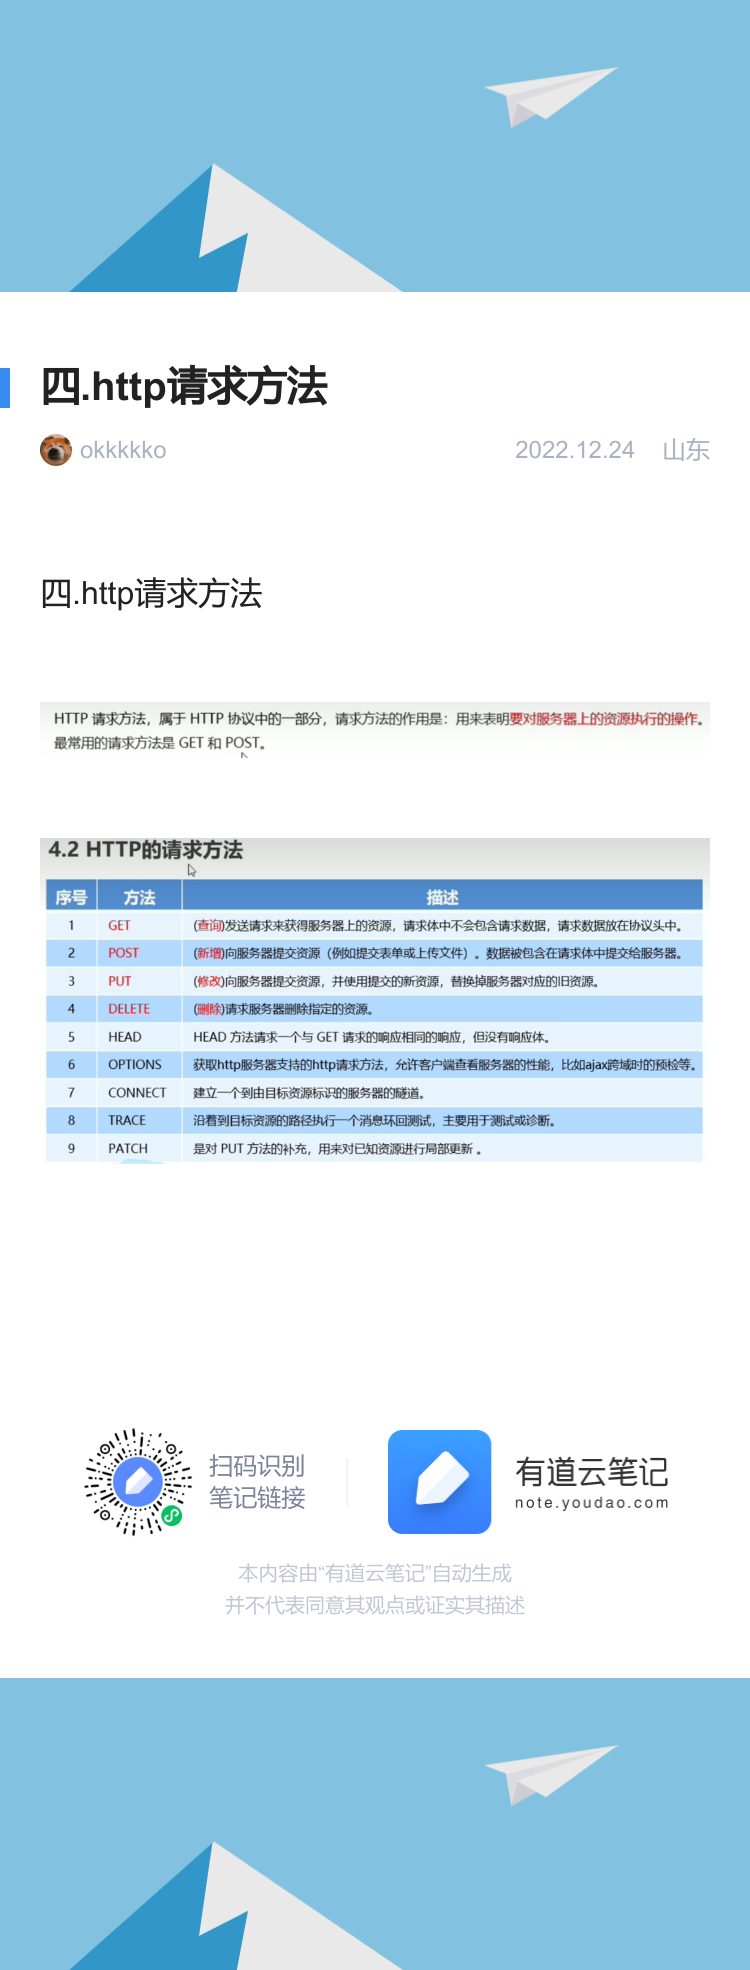 四.http请求方法
okkkkko 2022.12.24 山东
四.http请求方法
HTTP 请求方法，属于 HTTP 协议中的一部分，请求方法的作用是：用来表明要对服务器上的资源执行的操作。
最常用的请求方法是 GET 和 POST。
4.2 HTTP的请求方法
序号 方法 描述
1 GET (查询)发送请求来获得服务器上的资源，请求体中不会包含请求数据，请求数据放在协议头中。
2 POST (新增)向服务器提交资源（例如提交表单或上传文件）。数据被包含在请求体中提交给服务器。
3 PUT (修改)向服务器提交资源，并使用提交的新资源，替换掉服务器对应的旧资源。
4 DELETE (删除)请求服务器删除指定的资源。
5 HEAD HEAD 方法请求一个与 GET 请求的响应相同的响应，但没有响应体。
6 OPTIONS 获取http服务器支持的http请求方法，允许客户端查看服务器的性能，比如ajax跨域时的预检等。
7 CONNECT 建立一个到由目标资源标识的服务器的隧道。
8 TRACE 沿着到目标资源的路径执行一个消息环回测试，主要用于测试或诊断。
9 PATCH 是对 PUT 方法的补充，用来对已知资源进行局部更新 。
扫码识别
笔记链接
有道云笔记
note.youdao.com
本内容由“有道云笔记”自动生成
并不代表同意其观点或证实其描述